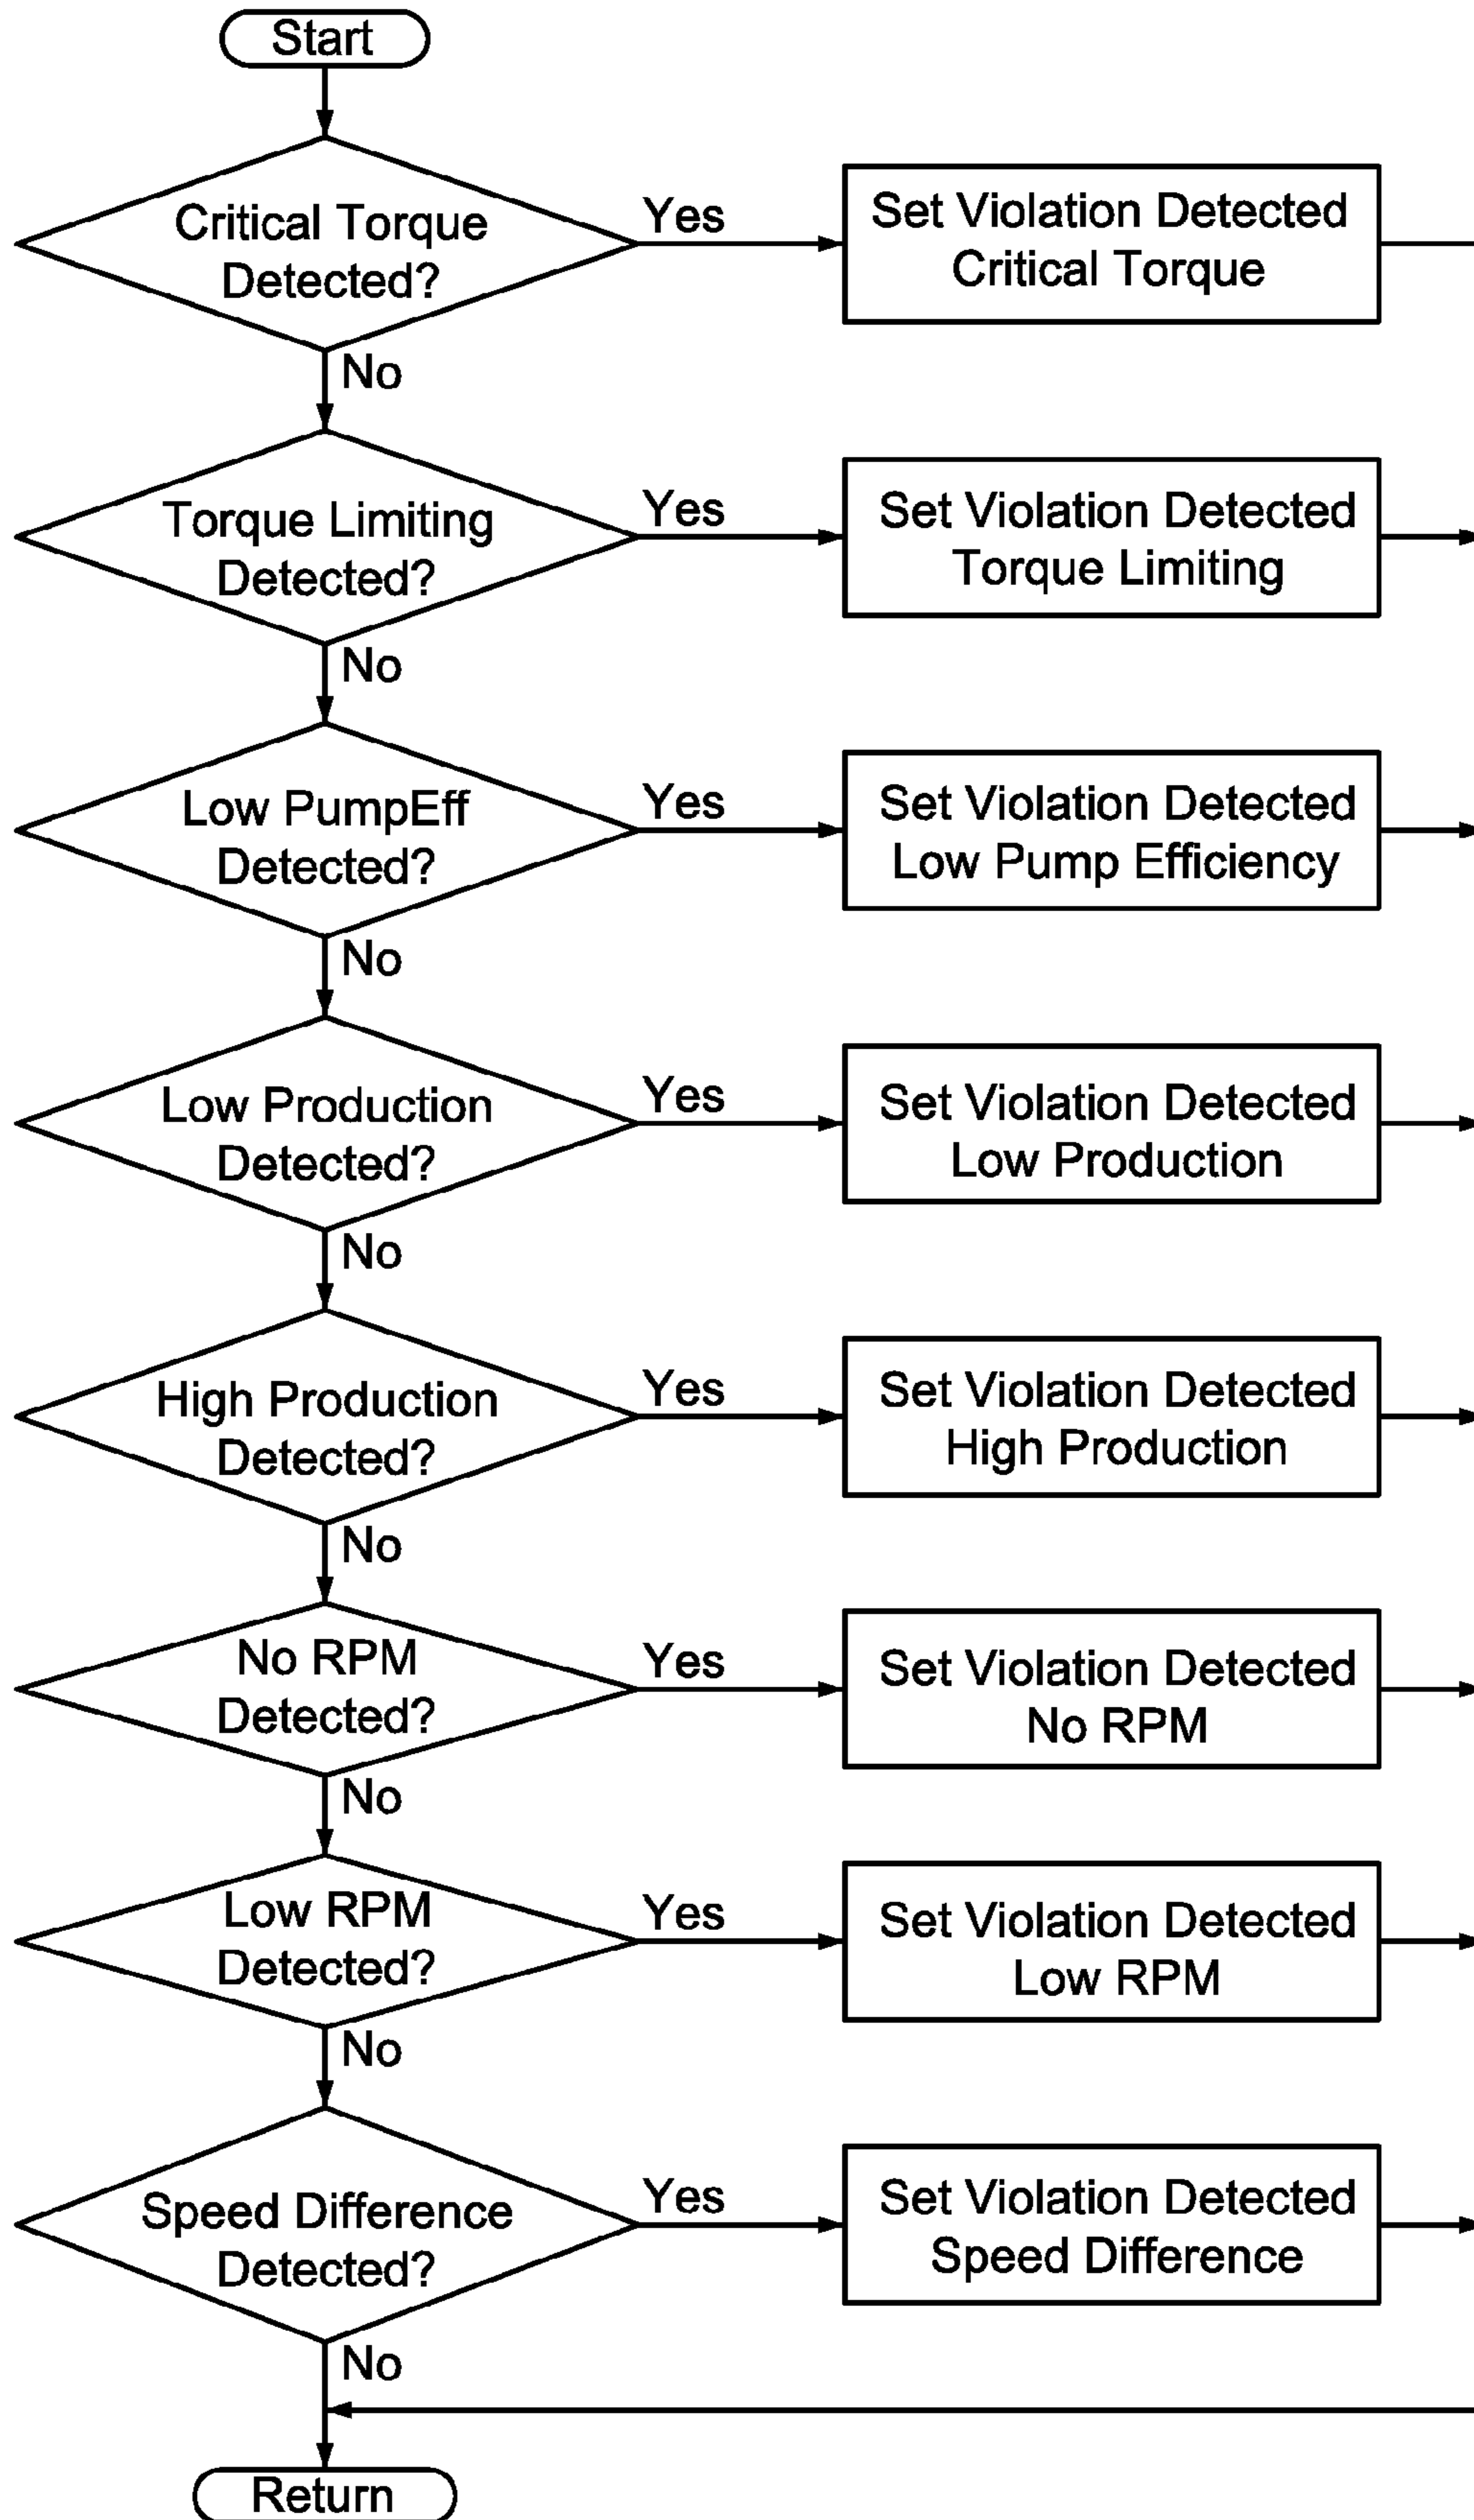 Start
Critical Torque
Detected?
Yes
Set Violation Detected
Critical Torque
No
Torque Limiting
Detected?
Yes
Set Violation Detected
Torque Limiting
No
Low PumpEff
Detected?
Yes
Set Violation Detected
Low Pump Efficiency
No
Low Production
Detected?
Yes
Set Violation Detected
Low Production
No
High Production
Detected?
Yes
Set Violation Detected
High Production
No
No RPM
Detected?
Yes
Set Violation Detected
No RPM
No
Low RPM
Detected?
Yes
Set Violation Detected
Low RPM
No
Speed Difference
Detected?
Yes
Set Violation Detected
Speed Difference
No
Return